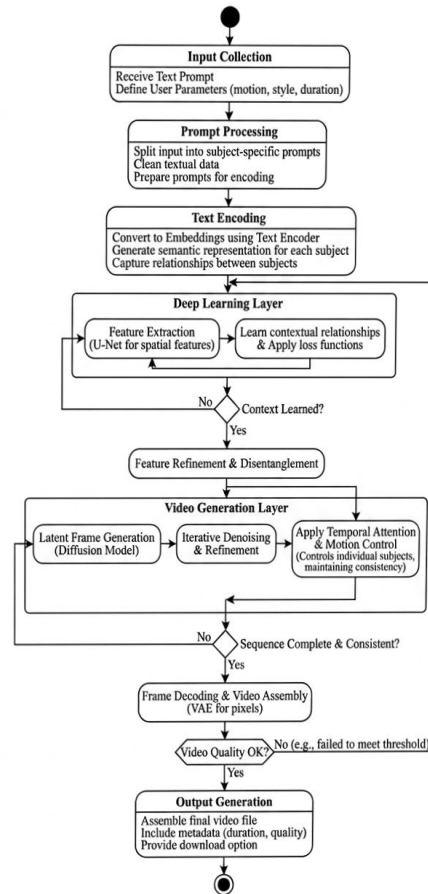 Input Collection
Receive Text Prompt
Define User Parameters (motion, style, duration)
Prompt Processing
Split input into subject-specific prompts
Clean textual data
Prepare prompts for encoding
Text Encoding
Convert to Embeddings using Text Encoder
Generate semantic representation for each subject
Capture relationships between subjects
Deep Learning Layer
Feature Extraction
(U-Net for spatial features)
Learn contextual relationships
& Apply loss functions
No
Context Learned?
Yes
Feature Refinement & Disentanglement
Video Generation Layer
Latent Frame Generation
(Diffusion Model)
Iterative Denoising
& Refinement
Apply Temporal Attention
& Motion Control
(Controls individual subjects,
maintaining consistency)
No
Sequence Complete & Consistent?
Yes
Frame Decoding & Video Assembly
(VAE for pixels)
Video Quality OK?
No (e.g., failed to meet threshold)
Yes
Output Generation
Assemble final video file
Include metadata (duration, quality)
Provide download option